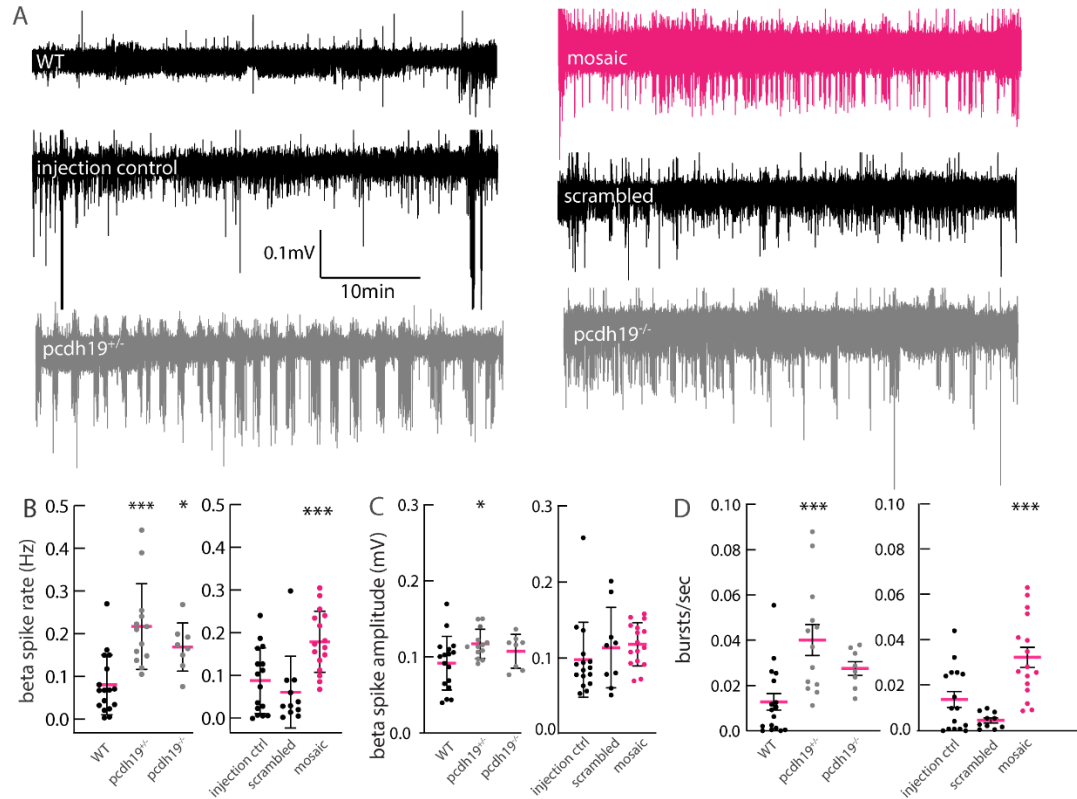 A
WT
mosaic
injection control
scrambled
0.1mV
10min
pcdh19+/-
pcdh19-/-
B
beta spike rate (Hz)
0.5
0.4
0.3
0.2
0.1
0.0
*** *
WT
pcdh19+/-
pcdh19-/-
0.5
0.4
0.3
0.2
0.1
0.0
***
injection ctrl
scrambled
mosaic
C
beta spike amplitude (mV)
0.3
0.2
0.1
0.0
*
WT
pcdh19+/-
pcdh19-/-
0.3
0.2
0.1
0.0
injection ctrl
scrambled
mosaic
D
bursts/sec
0.10
0.08
0.06
0.04
0.02
0.00
***
WT
pcdh19+/-
pcdh19-/-
0.10
0.08
0.06
0.04
0.02
0.00
***
injection ctrl
scrambled
mosaic